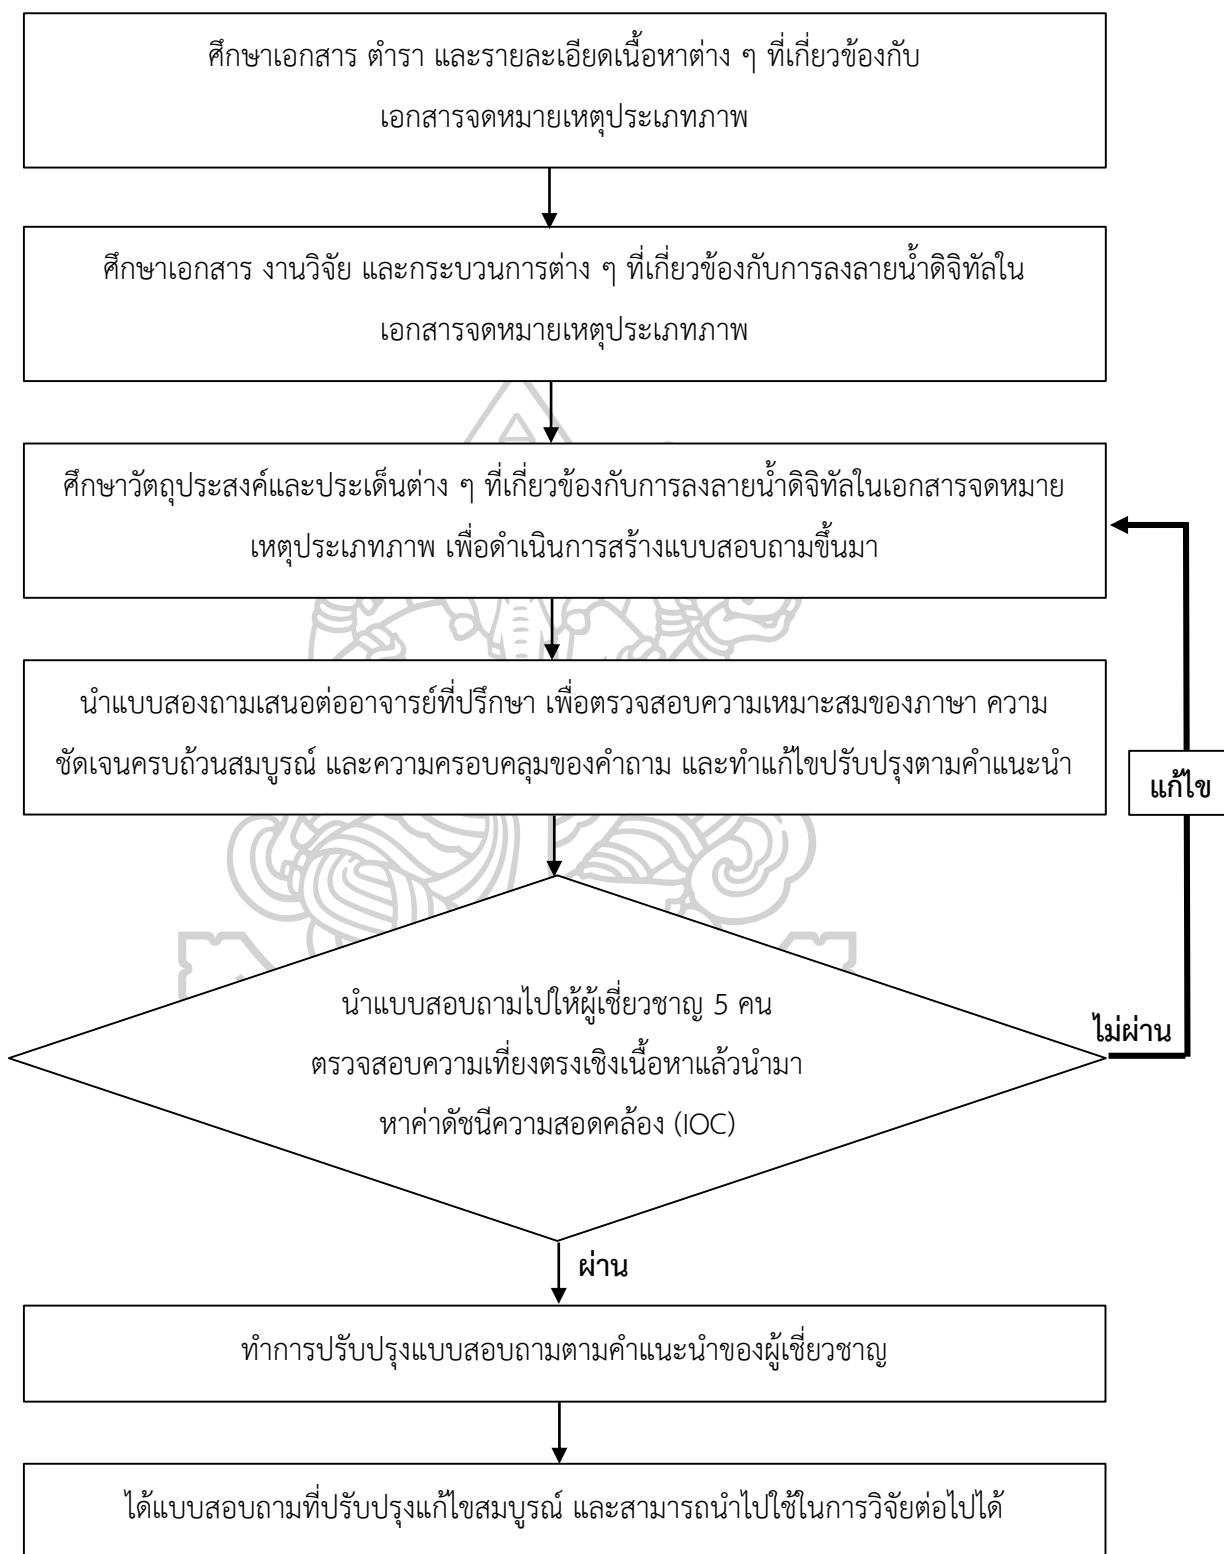 ศึกษาเอกสาร ตำรา และรายละเอียดเนื้อหาต่าง ๆ ที่เกี่ยวข้องกับ
เอกสารจดหมายเหตุประเภทภาพ
ศึกษาเอกสาร งานวิจัย และกระบวนการต่าง ๆ ที่เกี่ยวข้องกับการลงลายน้ำดิจิทัลใน
เอกสารจดหมายเหตุประเภทภาพ
ศึกษาวัตถุประสงค์และประเด็นต่าง ๆ ที่เกี่ยวข้องกับการลงลายน้ำดิจิทัลในเอกสารจดหมาย
เหตุประเภทภาพ เพื่อดำเนินการสร้างแบบสอบถามขึ้นมา
นำแบบสองถามเสนอต่ออาจารย์ที่ปรึกษา เพื่อตรวจสอบความเหมาะสมของภาษา ความ
ชัดเจนครบถ้วนสมบูรณ์ และความครอบคลุมของคำถาม และทำแก้ไขปรับปรุงตามคำแนะนำ
แก้ไข
นำแบบสอบถามไปให้ผู้เชี่ยวชาญ 5 คน
ตรวจสอบความเที่ยงตรงเชิงเนื้อหาแล้วนำมา
หาค่าดัชนีความสอดคล้อง (IOC)
ไม่ผ่าน
ผ่าน
ทำการปรับปรุงแบบสอบถามตามคำแนะนำของผู้เชี่ยวชาญ
ได้แบบสอบถามที่ปรับปรุงแก้ไขสมบูรณ์ และสามารถนำไปใช้ในการวิจัยต่อไปได้